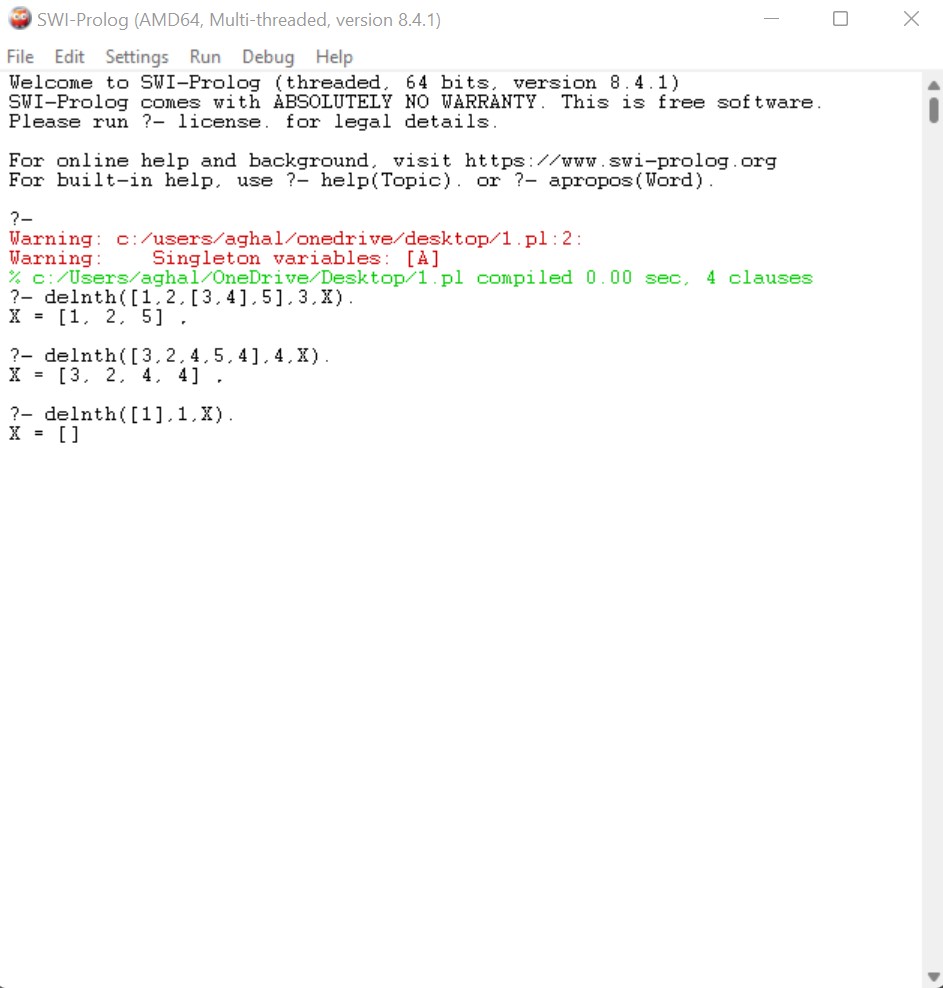 SWI-Prolog (AMD64, Multi-threaded, version 8.4.1)
File Edit Settings Run Debug Help
Welcome to SWI-Prolog (threaded, 64 bits, version 8.4.1)
SWI-Prolog comes with ABSOLUTELY NO WARRANTY. This is free software.
Please run ?- license. for legal details.
For online help and background, visit https://www.swi-prolog.org
For built-in help, use ?- help(Topic). or ?- apropos(Word).
?-
Warning: c:/users/aghal/onedrive/desktop/1.pl:2:
Warning:    Singleton variables: [A]
% c:/Users/aghal/OneDrive/Desktop/1.pl compiled 0.00 sec, 4 clauses
?- delnth([1,2,[3,4],5],3,X).
X = [1, 2, 5] .
?- delnth([3,2,4,5,4],4,X).
X = [3, 2, 4, 4] .
?- delnth([1],1,X).
X = []